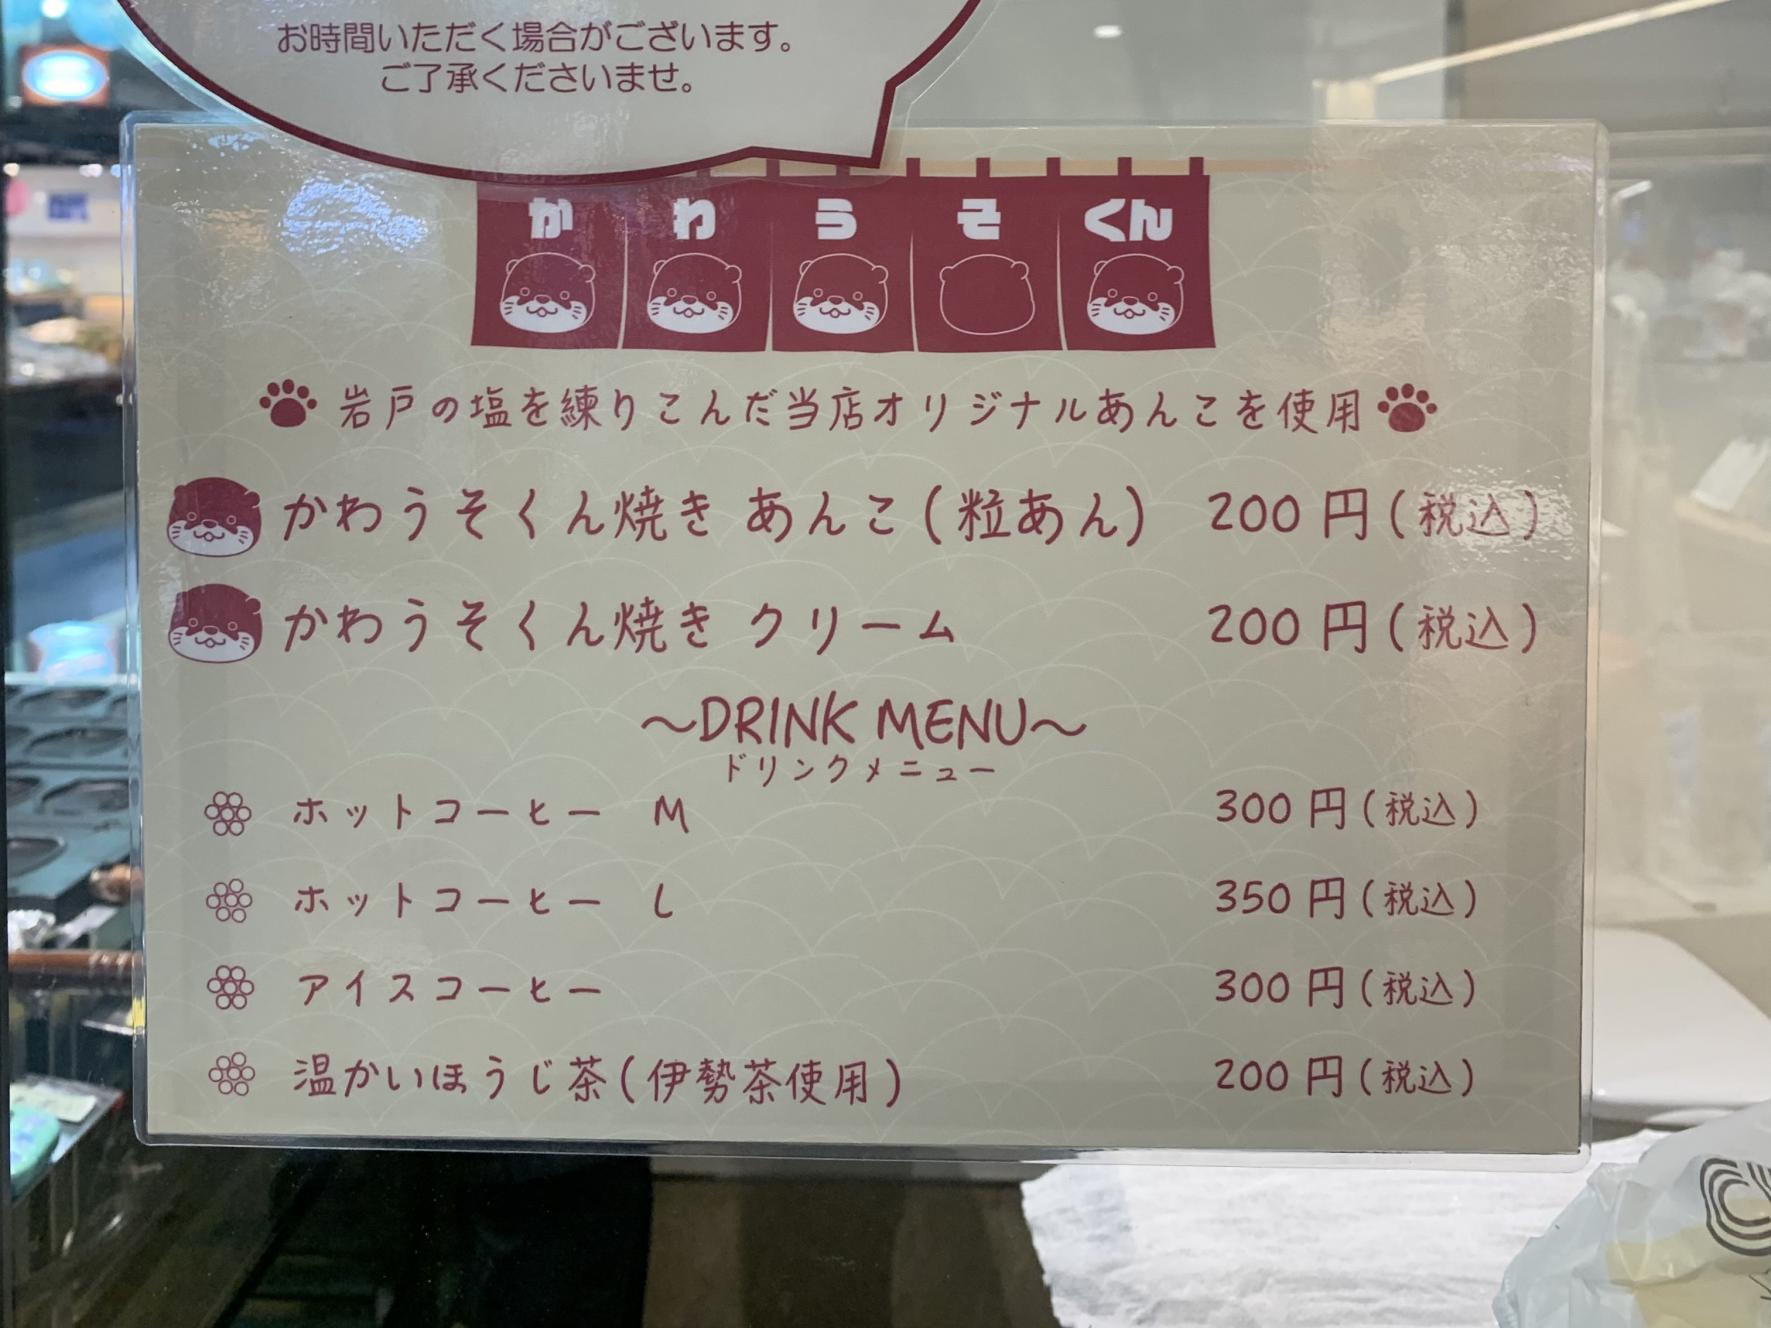 お時間いただく場合がございます。
ご了承くださいませ。
かわうそくん
岩戸の塩を練りこんだ当店オリジナルあんこを使用
かわうそくん焼き あんこ(粒あん) 200円(税込)
かわうそくん焼き クリーム 200円(税込)
～DRINK MENU～
ドリンクメニュー
ホットコーヒー M 300円(税込)
ホットコーヒー L 350円(税込)
アイスコーヒー 300円(税込)
温かいほうじ茶(伊勢茶使用) 200円(税込)